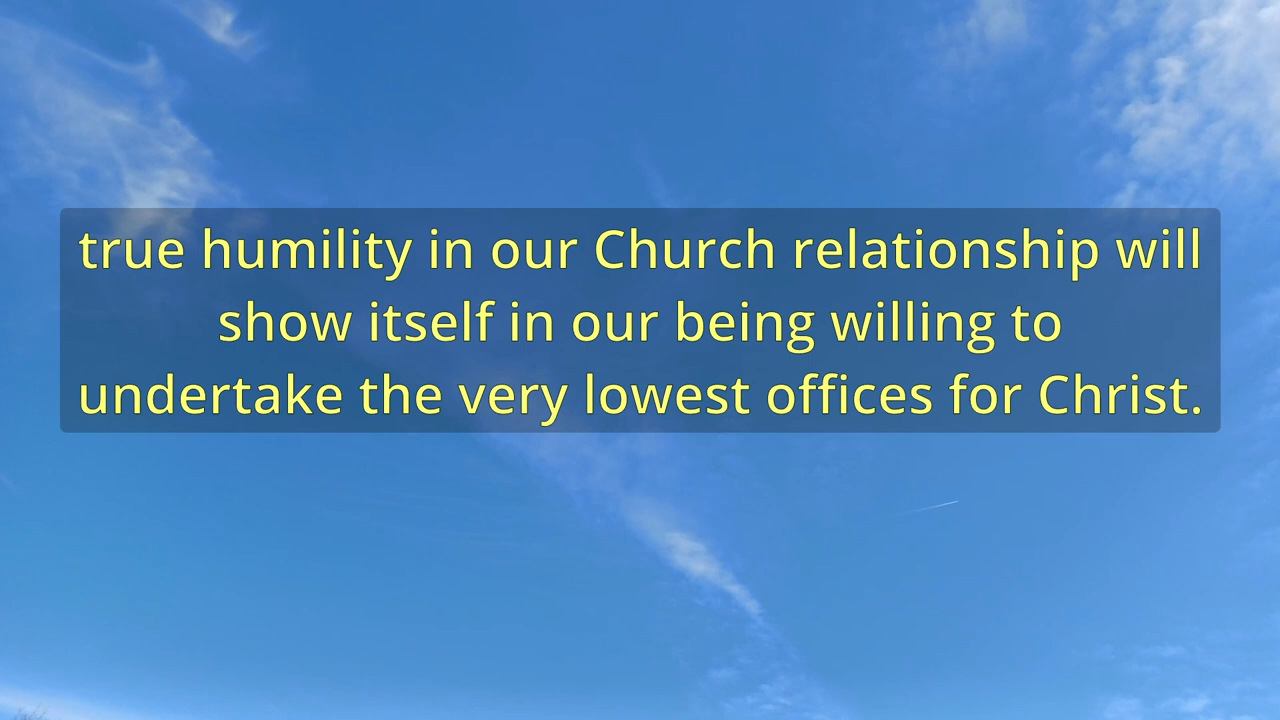 true humility in our Church relationship will
show itself in our being willing to
undertake the very lowest offices for Christ.